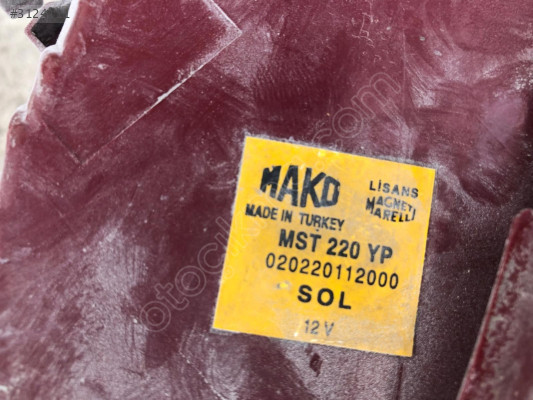 MAKO
LİSANS
MAGNETI
MARELLI
MADE IN TURKEY
MST 220 YP
020220112000
SOL
12 V